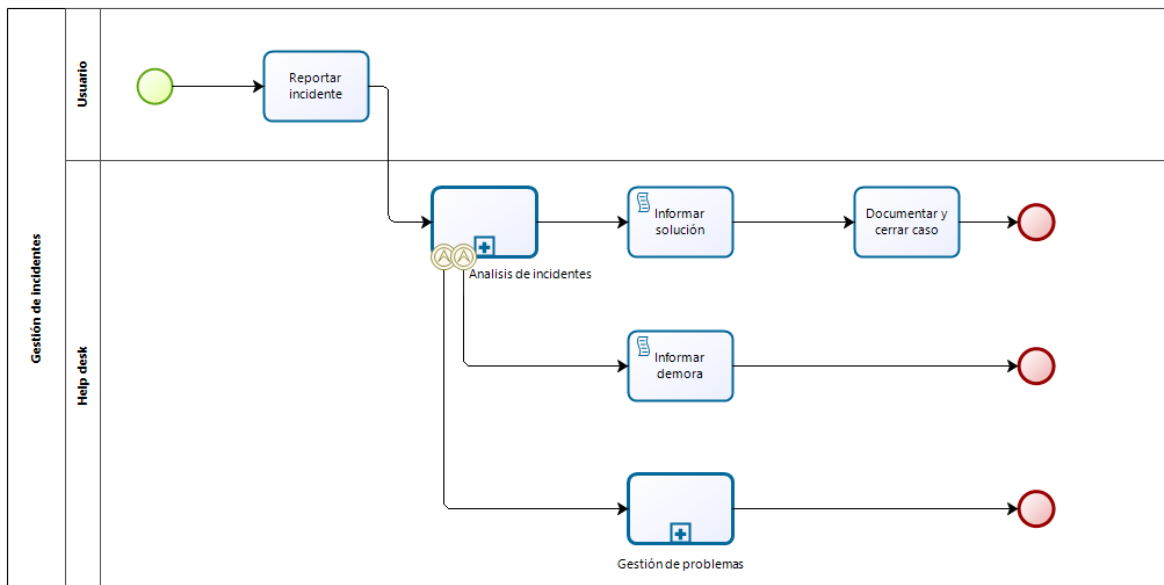 Gestión de incidentes
Usuario
Reportar
incidente
Help desk
Analisis de incidentes
Informar
solución
Documentar y
cerrar caso
Informar
demora
Gestión de problemas